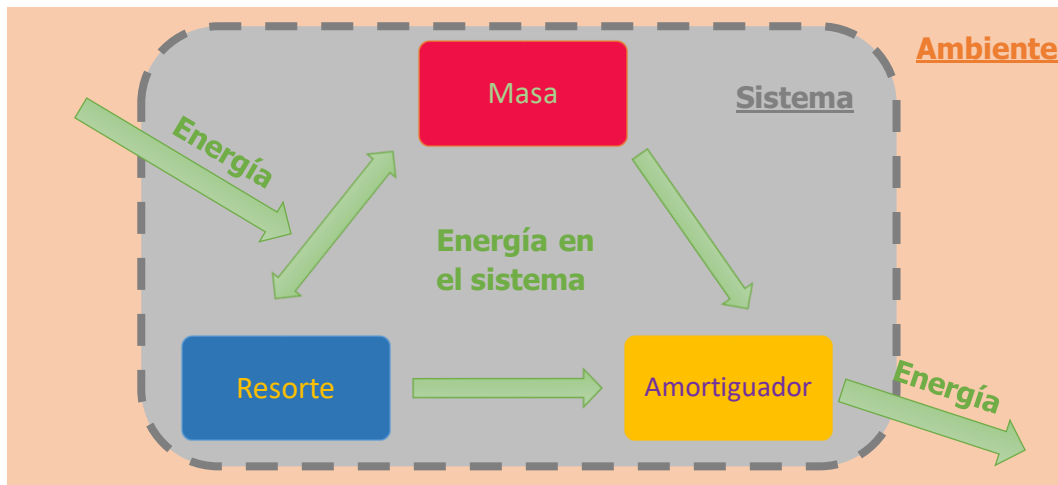 Ambiente
Masa
Sistema
Energía
Energía en
el sistema
Resorte
Amortiguador
Energía